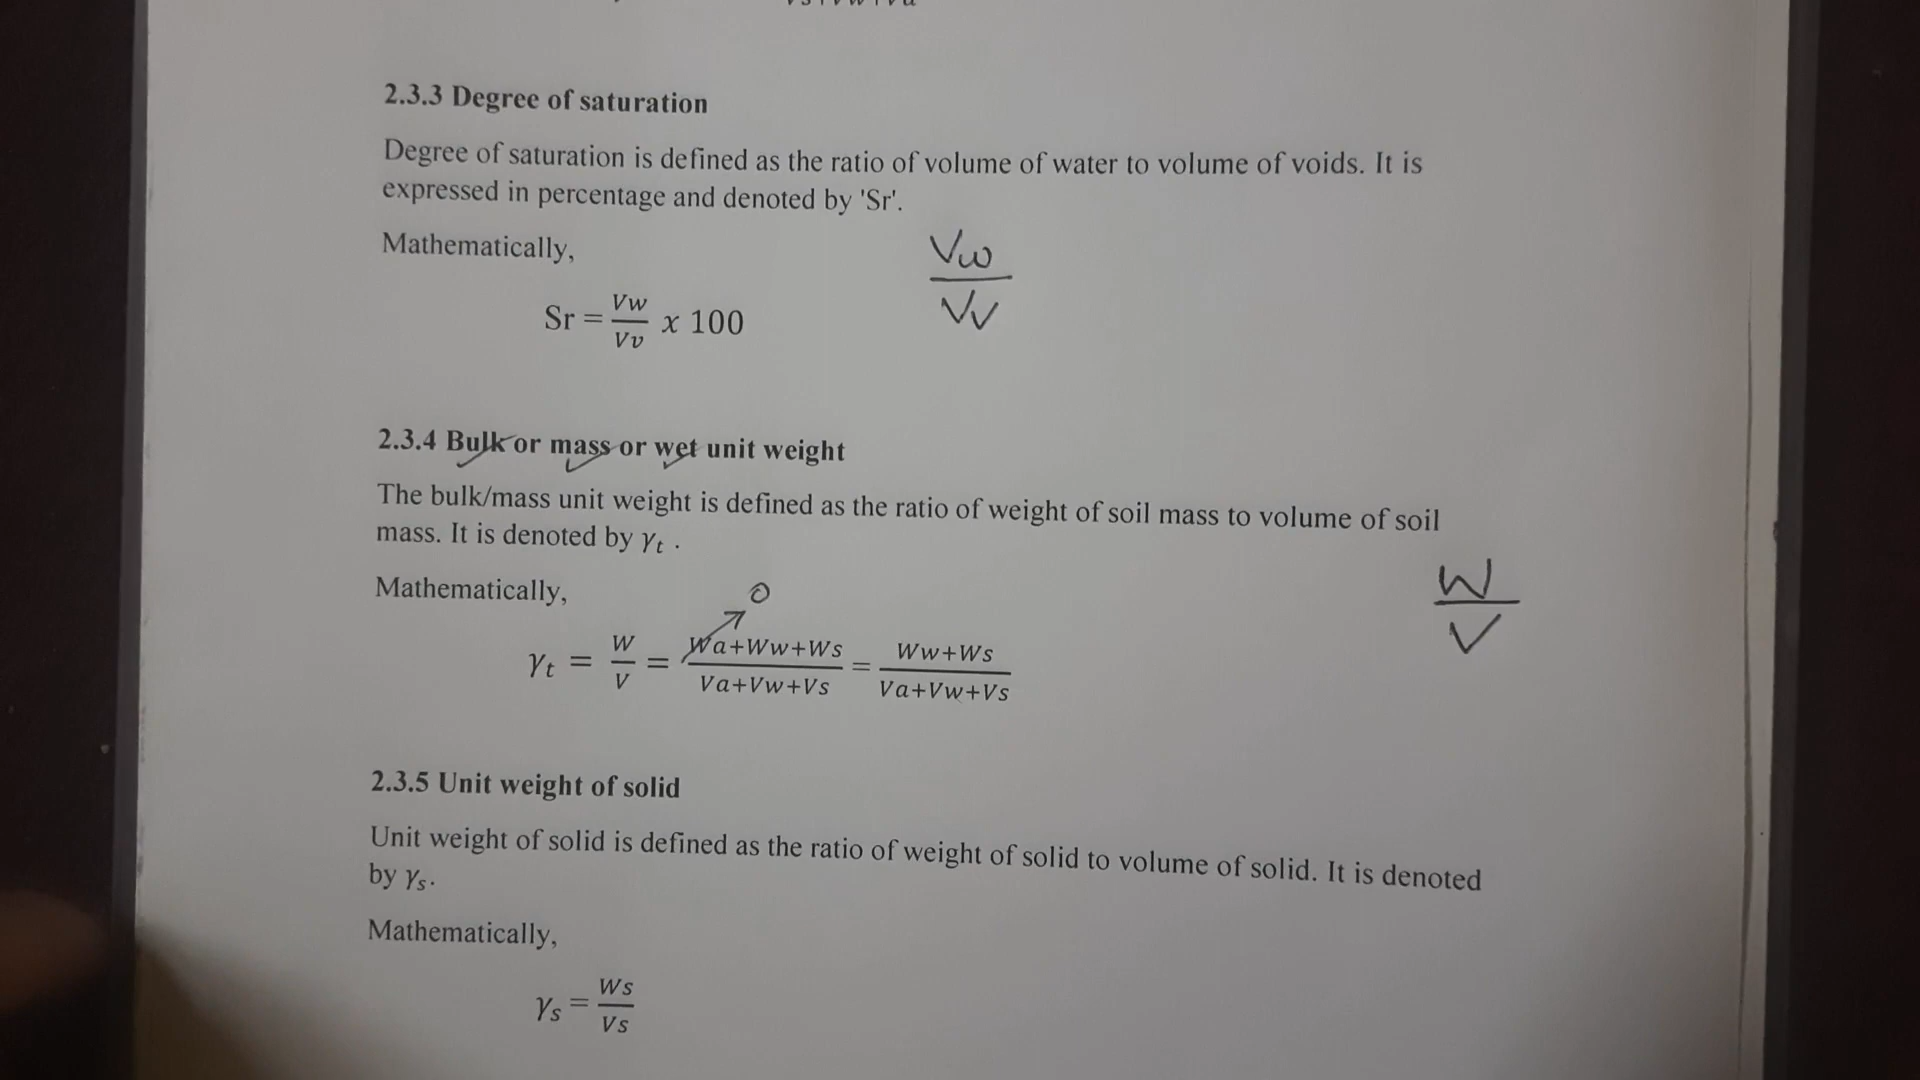 2.3.3 Degree of saturation
Degree of saturation is defined as the ratio of volume of water to volume of voids. It is
expressed in percentage and denoted by 'Sr'.
Mathematically,
Vw
Vv
Sr = Vw/Vv x 100
2.3.4 Bulk or mass or wet unit weight
The bulk/mass unit weight is defined as the ratio of weight of soil mass to volume of soil
mass. It is denoted by γt .
Mathematically,
0
W
V
γt = W/V = Wa+Ww+Ws/Va+Vw+Vs = Ww+Ws/Va+Vw+Vs
2.3.5 Unit weight of solid
Unit weight of solid is defined as the ratio of weight of solid to volume of solid. It is denoted
by γs.
Mathematically,
γs = Ws/Vs